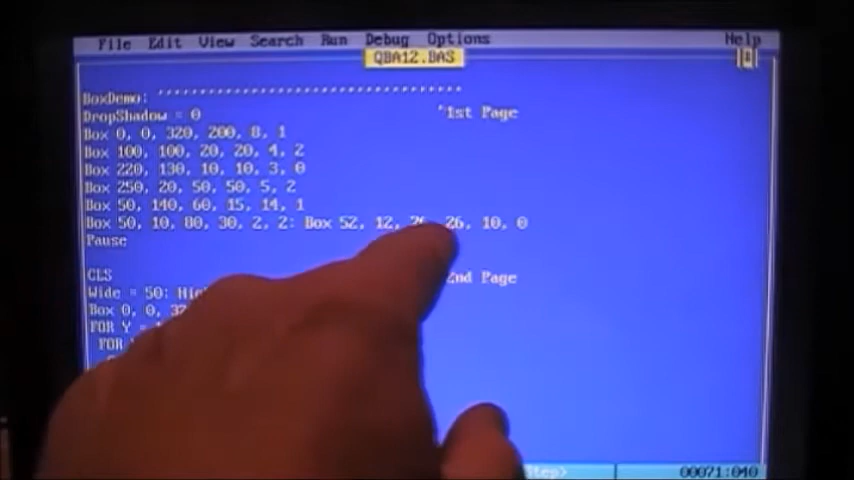 File Edit View Search Run Debug Options Help
QBA12.BAS
BoxDemo: '''''''''''''''''''''''''''''''''''
DropShadow = 0 '1st Page
Box 0, 0, 320, 200, 8, 1
Box 100, 100, 20, 20, 4, 2
Box 220, 130, 10, 10, 3, 0
Box 250, 20, 50, 50, 5, 2
Box 50, 140, 60, 15, 14, 1
Box 50, 10, 80, 30, 2, 2: Box 52, 12, 26, 26, 10, 0
Pause
CLS 2nd Page
Wide = 50:
Box 0, 0,
FOR Y =
FOR
Step>
00071:040